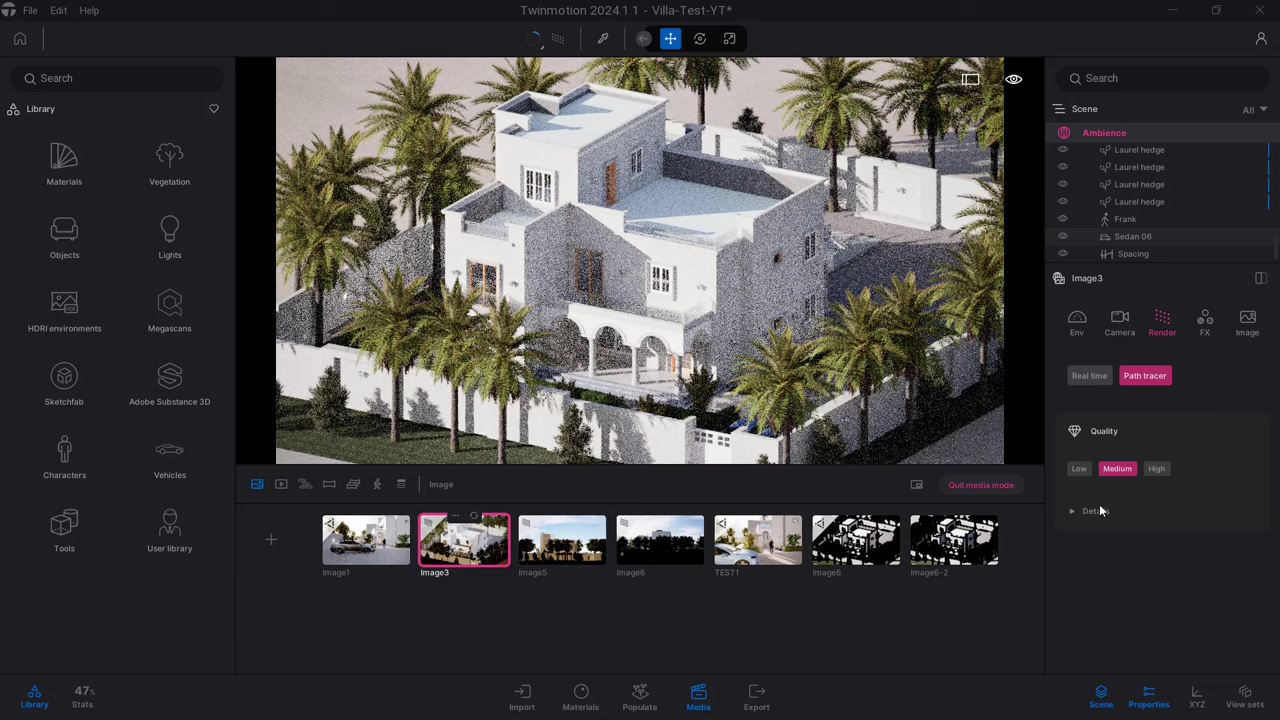 File Edit Help
Twinmotion 2024.1.1 - Villa-Test-YT*
Search
Library
Materials
Vegetation
Objects
Lights
HDRI environments
Megascans
Sketchfab
Adobe Substance 3D
Characters
Vehicles
Tools
User library
Search
Scene
All
Ambience
Laurel hedge
Laurel hedge
Laurel hedge
Laurel hedge
Frank
Sedan 06
Spacing
Image3
Env
Camera
Render
FX
Image
Real time
Path tracer
Quality
Low
Medium
High
Details
Image
Quit media mode
Image1
Image3
Image5
Image6
TEST1
Image6
Image6-2
Library
47%
Stats
Import
Materials
Populate
Media
Export
Scene
Properties
XYZ
View sets